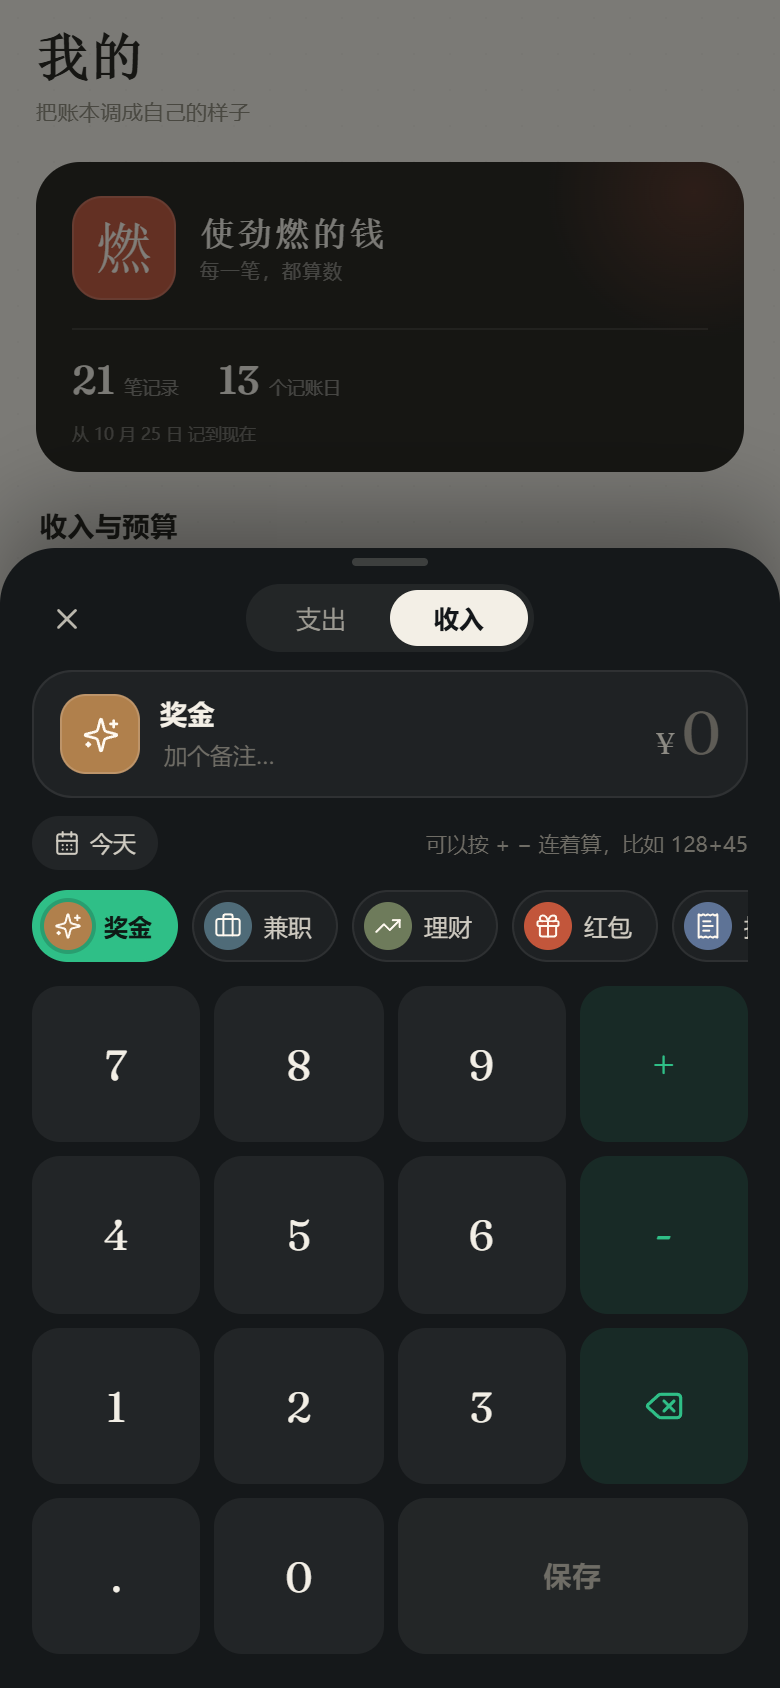 我的
把账本调成自己的样子
燃
使劲燃的钱
每一笔，都算数
21 笔记录 13 个记账日
从 10 月 25 日 记到现在
收入与预算
支出 收入
奖金
加个备注...
¥ 0
今天
可以按 + − 连着算，比如 128+45
奖金 兼职 理财 红包
7 8 9 +
4 5 6 -
1 2 3
. 0 保存